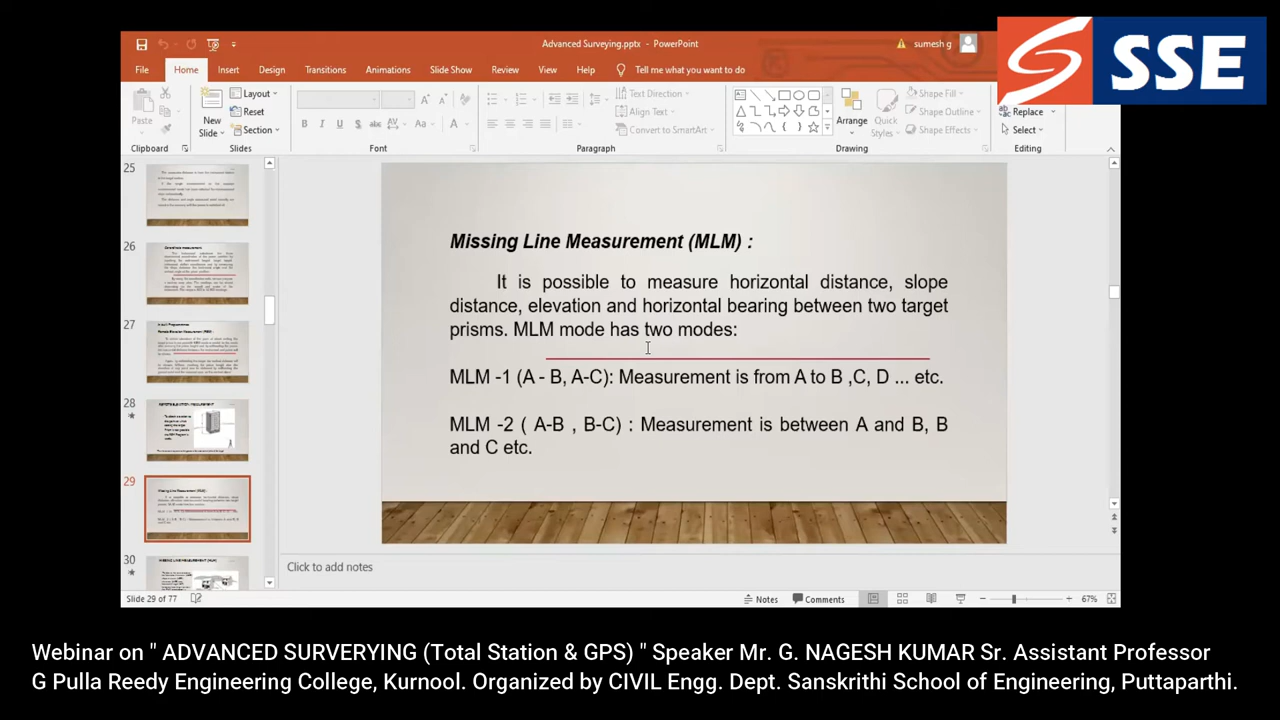 Advanced Surveying.pptx - PowerPoint
sumesh g
SSE
File Home Insert Design Transitions Animations Slide Show Review View Help Tell me what you want to do
Paste
New Slide
Layout
Reset
Section
Text Direction
Align Text
Convert to SmartArt
Arrange
Quick Styles
Shape Fill
Shape Outline
Shape Effects
Replace
Select
Clipboard Slides Font Paragraph Drawing Editing
25
26
27
28
29
30
Missing Line Measurement (MLM) :
It is possible to measure horizontal distance, slope
distance, elevation and horizontal bearing between two target
prisms. MLM mode has two modes:
MLM -1 (A - B, A-C): Measurement is from A to B ,C, D ... etc.
MLM -2 ( A-B , B-C) : Measurement is between A and B, B
and C etc.
Click to add notes
Slide 29 of 77
Notes Comments 67%
Webinar on " ADVANCED SURVERYING (Total Station & GPS) " Speaker Mr. G. NAGESH KUMAR Sr. Assistant Professor
G Pulla Reedy Engineering College, Kurnool. Organized by CIVIL Engg. Dept. Sanskrithi School of Engineering, Puttaparthi.